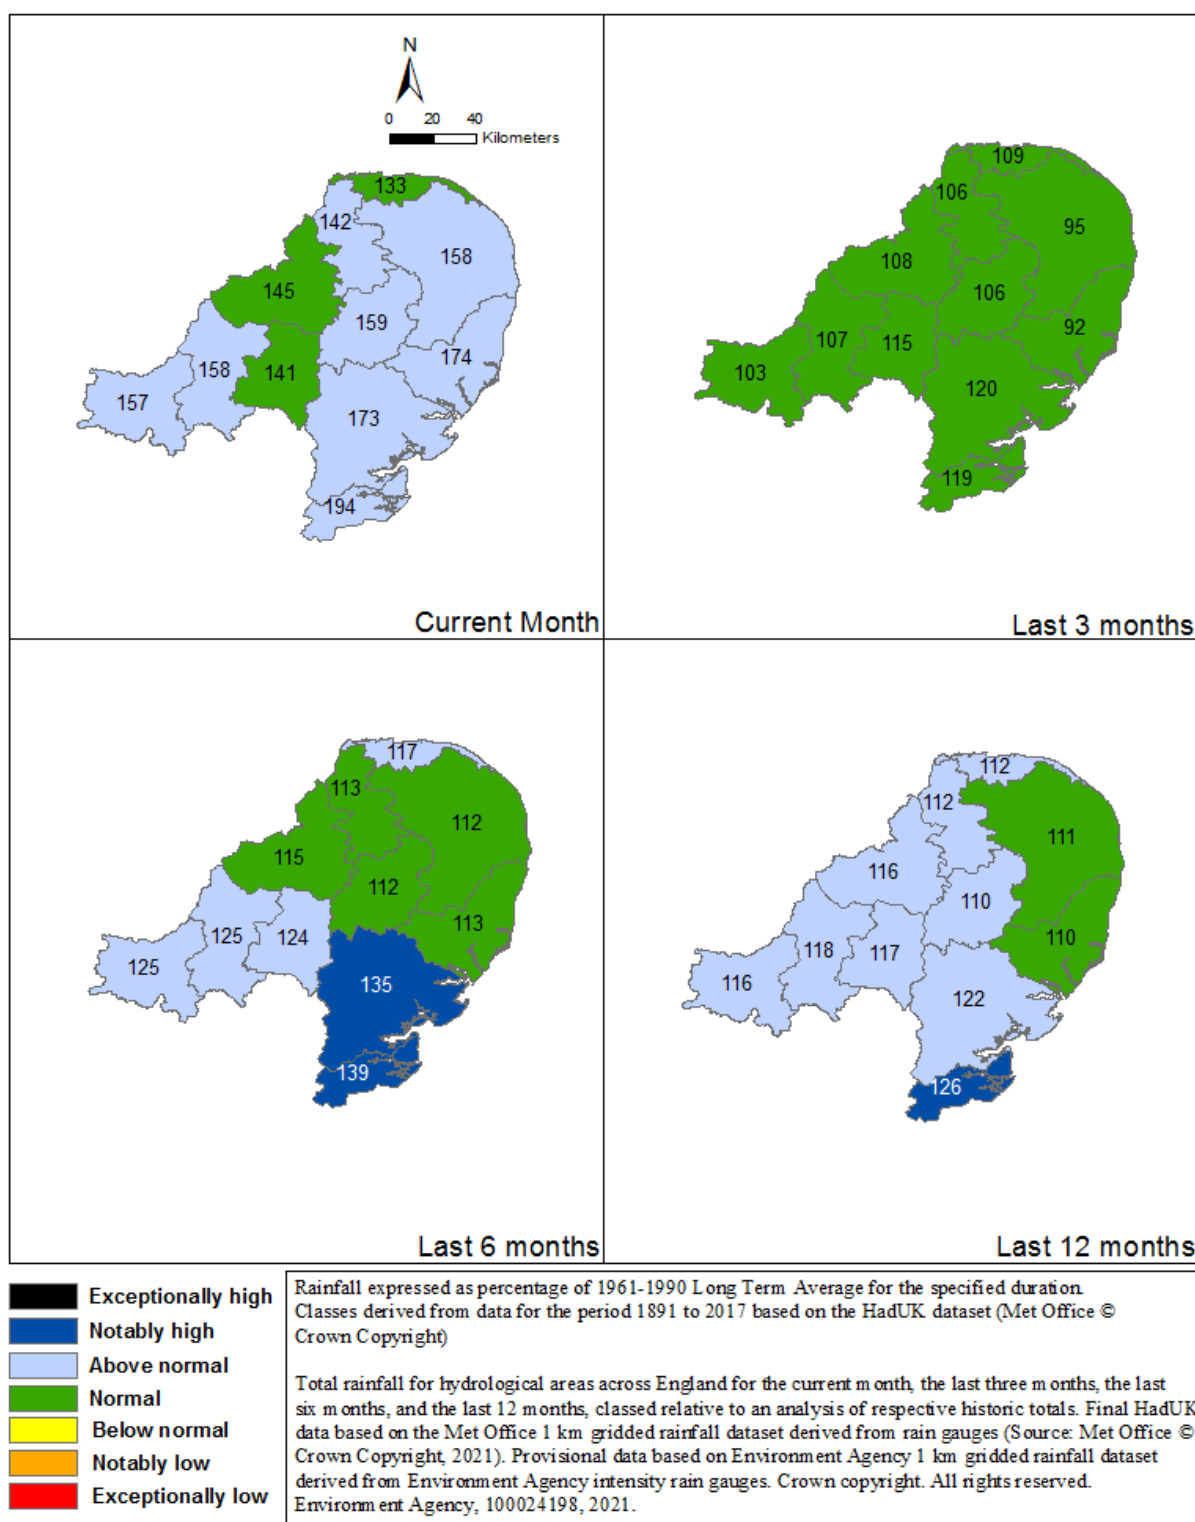 N
0 20 40
Kilometers
133
142
158
145
159
158
141
174
157
173
194
Current Month
109
106
95
108
106
92
107
115
103
120
119
Last 3 months
117
113
112
115
112
113
125
124
125
135
139
Last 6 months
112
112
111
116
110
110
118
117
116
122
126
Last 12 months
Exceptionally high
Notably high
Above normal
Normal
Below normal
Notably low
Exceptionally low
Rainfall expressed as percentage of 1961-1990 Long Term Average for the specified duration.
Classes derived from data for the period 1891 to 2017 based on the HadUK dataset (Met Office ©
Crown Copyright)
Total rainfall for hydrological areas across England for the current month, the last three months, the last
six months, and the last 12 months, classed relative to an analysis of respective historic totals. Final HadUK
data based on the Met Office 1 km gridded rainfall dataset derived from rain gauges (Source: Met Office ©
Crown Copyright, 2021). Provisional data based on Environment Agency 1 km gridded rainfall dataset
derived from Environment Agency intensity rain gauges. Crown copyright. All rights reserved.
Environment Agency, 100024198, 2021.